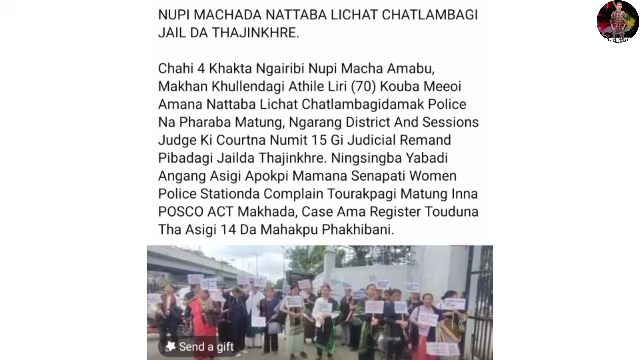 NUPI MACHADA NATTABA LICHAT CHATLAMBAGI
JAIL DA THAJINKHRE.
Chahi 4 Khakta Ngairibi Nupi Macha Amabu,
Makhan Khullendagi Athile Liri (70) Kouba Meeoi
Amana Nattaba Lichat Chatlambagidamak Police
Na Pharaba Matung, Ngarang District And Sessions
Judge Ki Courtna Numit 15 Gi Judicial Remand
Pibadagi Jailda Thajinkhre. Ningsingba Yabadi
Angang Asigi Apokpi Mamana Senapati Women
Police Stationda Complain Tourakpagi Matung Inna
POSCO ACT Makhada, Case Ama Register Touduna
Tha Asigi 14 Da Mahakpu Phakhibani.
Send a gift